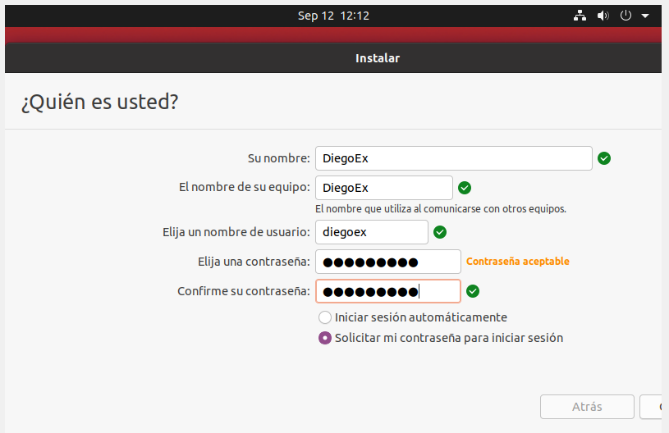 Sep 12 12:12
Instalar
¿Quién es usted?
Su nombre: DiegoEx
El nombre de su equipo: DiegoEx
El nombre que utiliza al comunicarse con otros equipos.
Elija un nombre de usuario: diegoex
Elija una contraseña: ●●●●●●●●● Contraseña aceptable
Confirme su contraseña: ●●●●●●●●●
Iniciar sesión automáticamente
Solicitar mi contraseña para iniciar sesión
Atrás